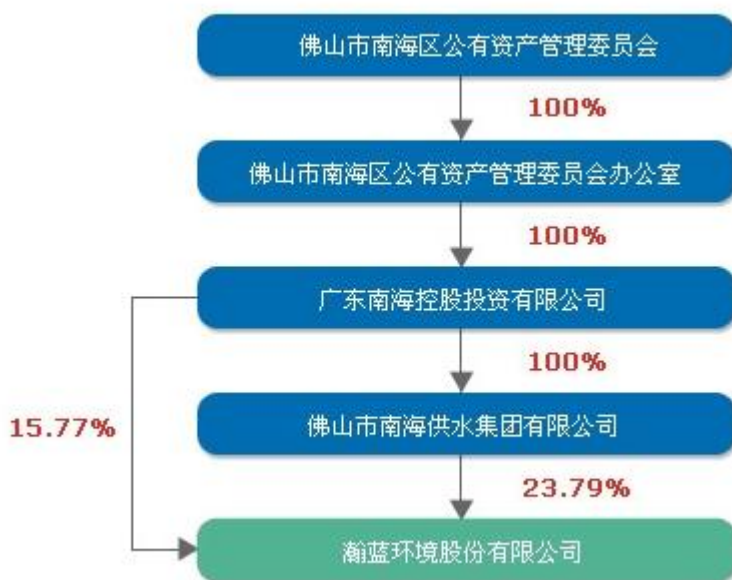 佛山市南海区公有资产管理委员会
100%
佛山市南海区公有资产管理委员会办公室
100%
广东南海控股投资有限公司
100%
15.77%
佛山市南海供水集团有限公司
23.79%
瀚蓝环境股份有限公司